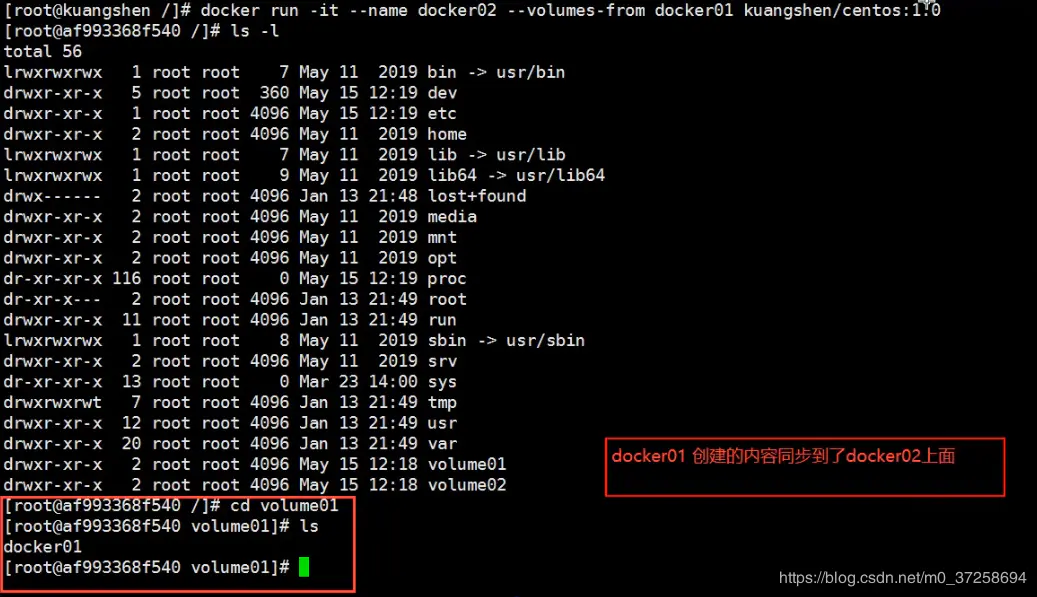 [root@kuangshen /]# docker run -it --name docker02 --volumes-from docker01 kuangshen/centos:1.0
[root@af993368f540 /]# ls -l
total 56
lrwxrwxrwx   1 root root    7 May 11  2019 bin -> usr/bin
drwxr-xr-x   5 root root  360 May 15 12:19 dev
drwxr-xr-x   1 root root 4096 May 15 12:19 etc
drwxr-xr-x   2 root root 4096 May 11  2019 home
lrwxrwxrwx   1 root root    7 May 11  2019 lib -> usr/lib
lrwxrwxrwx   1 root root    9 May 11  2019 lib64 -> usr/lib64
drwx------   2 root root 4096 Jan 13 21:48 lost+found
drwxr-xr-x   2 root root 4096 May 11  2019 media
drwxr-xr-x   2 root root 4096 May 11  2019 mnt
drwxr-xr-x   2 root root 4096 May 11  2019 opt
dr-xr-xr-x 116 root root    0 May 15 12:19 proc
dr-xr-x---   2 root root 4096 Jan 13 21:49 root
drwxr-xr-x  11 root root 4096 Jan 13 21:49 run
lrwxrwxrwx   1 root root    8 May 11  2019 sbin -> usr/sbin
drwxr-xr-x   2 root root 4096 May 11  2019 srv
dr-xr-xr-x  13 root root    0 Mar 23 14:00 sys
drwxrwxrwt   7 root root 4096 Jan 13 21:49 tmp
drwxr-xr-x  12 root root 4096 Jan 13 21:49 usr
drwxr-xr-x  20 root root 4096 Jan 13 21:49 var
drwxr-xr-x   2 root root 4096 May 15 12:18 volume01
drwxr-xr-x   2 root root 4096 May 15 12:18 volume02
docker01 创建的内容同步到了docker02上面
[root@af993368f540 /]# cd volume01
[root@af993368f540 volume01]# ls
docker01
[root@af993368f540 volume01]#
https://blog.csdn.net/m0_37258694